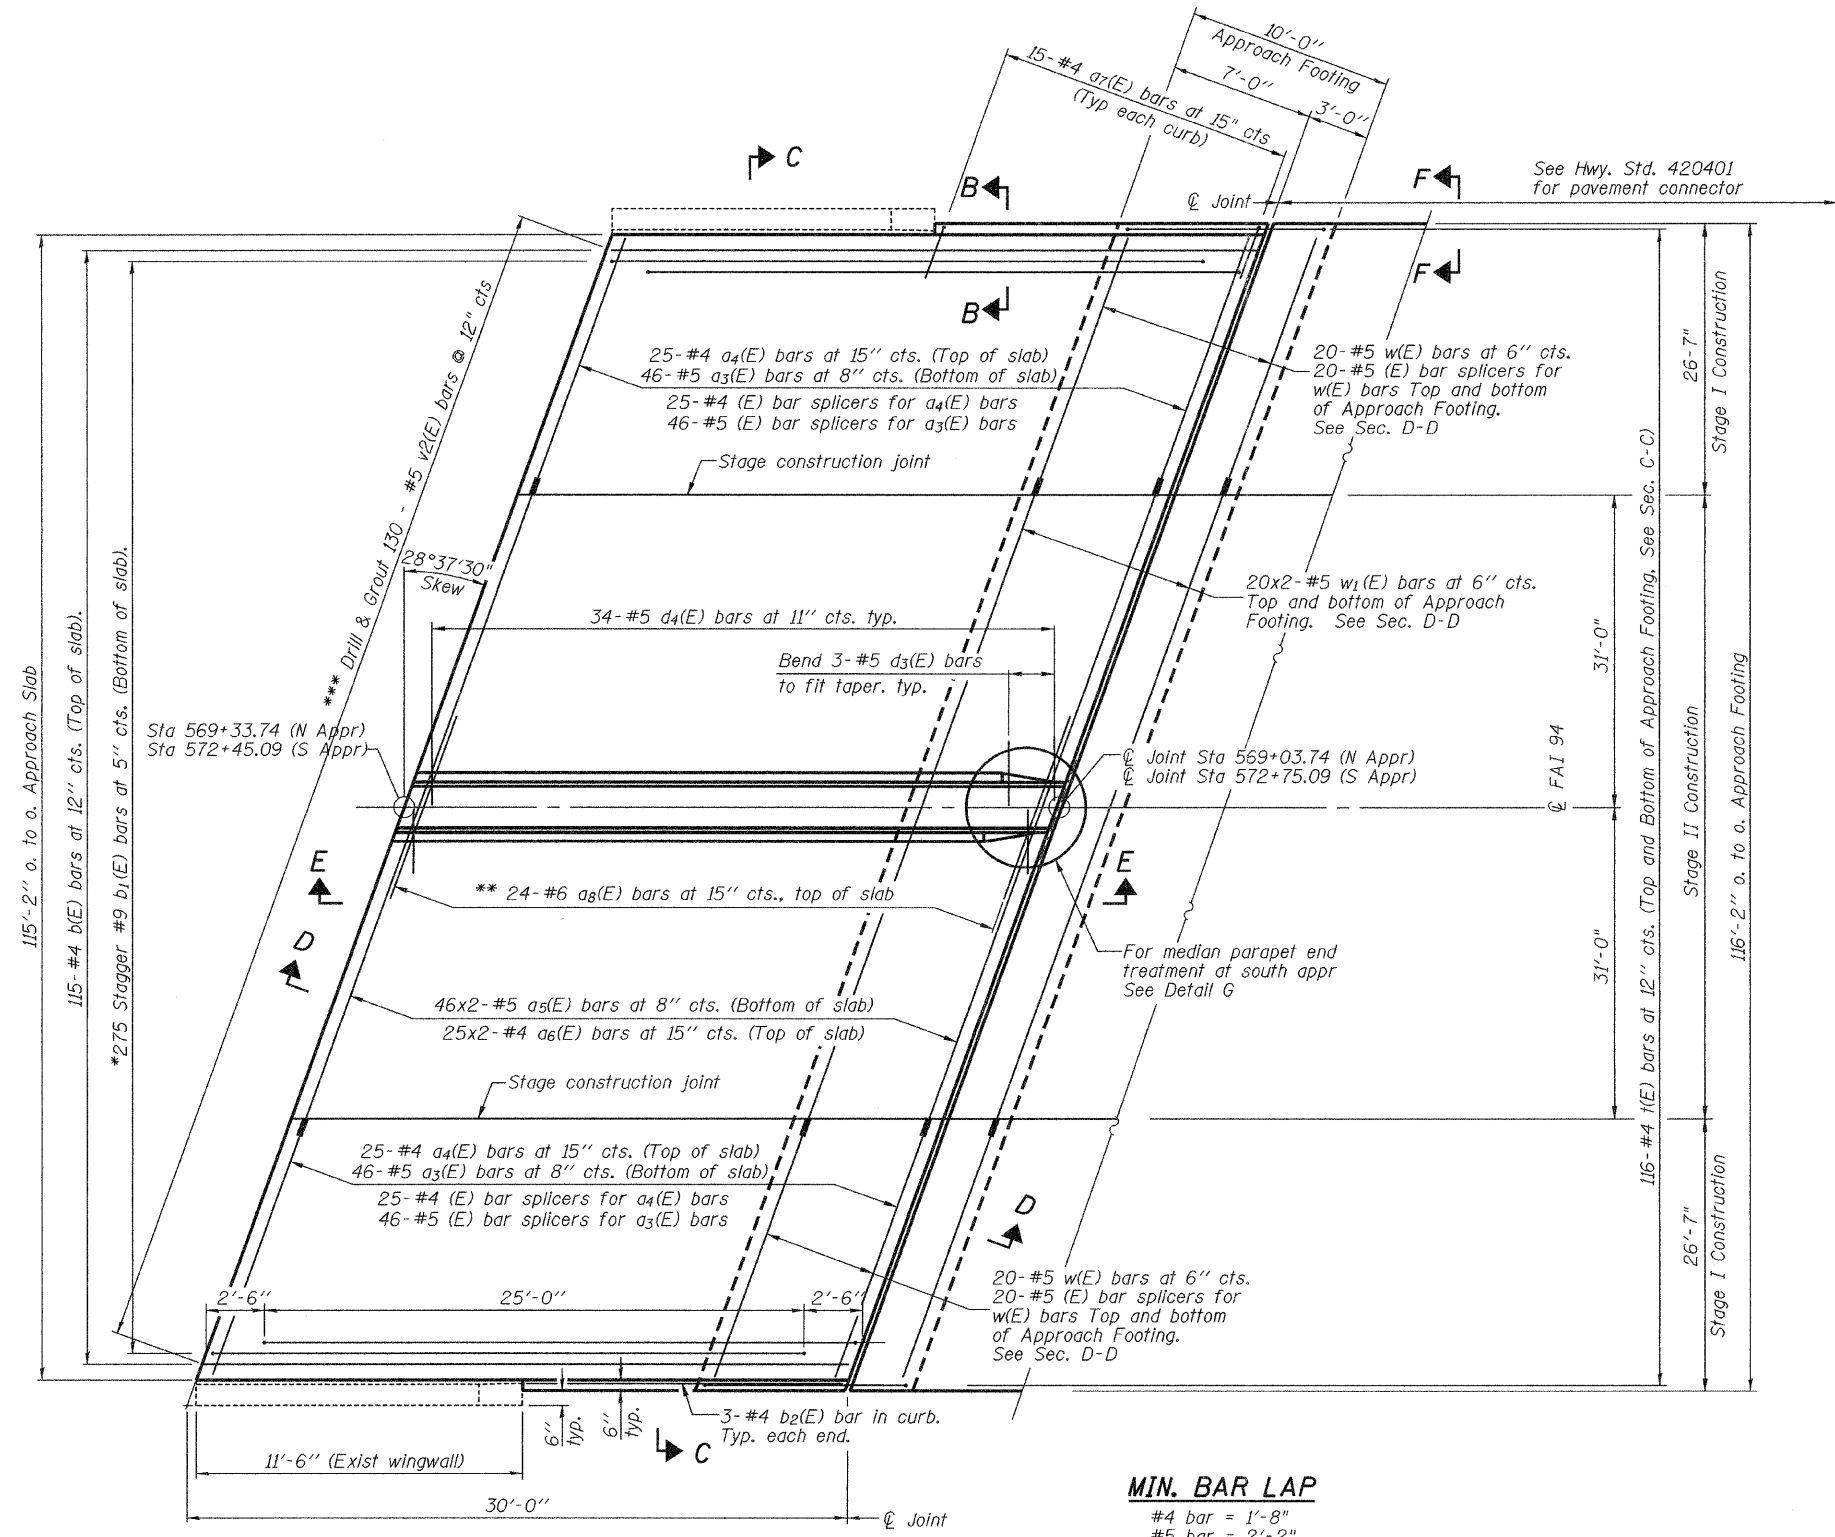 10'-0"
Approach Footing
7'-0"
3'-0"
15-#4 a7(E) bars at 15" cts
(Typ each curb)
C
B
F
See Hwy. Std. 420401
for pavement connector
℄ Joint
B
F
25-#4 a4(E) bars at 15" cts. (Top of slab)
46-#5 a3(E) bars at 8" cts. (Bottom of slab)
25-#4 (E) bar splicers for a4(E) bars
46-#5 (E) bar splicers for a3(E) bars
20-#5 w(E) bars at 6" cts.
20-#5 (E) bar splicers for
w(E) bars Top and bottom
of Approach Footing.
See Sec. D-D
Stage construction joint
26'-7"
Stage I Construction
*** Drill & Grout 130 - #5 v2(E) bars @ 12" cts
28°37'30"
Skew
20x2-#5 w1(E) bars at 6" cts.
Top and bottom of Approach
Footing. See Sec. D-D
34-#5 d4(E) bars at 11" cts. typ.
Bend 3-#5 d3(E) bars
to fit taper. typ.
31'-0"
115'-2" o. to o. Approach Slab
115-#4 b(E) bars at 12" cts. (Top of slab).
*275 Stagger #9 b1(E) bars at 5" cts. (Bottom of slab).
Sta 569+33.74 (N Appr)
Sta 572+45.09 (S Appr)
℄ Joint Sta 569+03.74 (N Appr)
℄ Joint Sta 572+75.09 (S Appr)
℄ FAI 94
116-#4 t(E) bars at 12" cts. (Top and Bottom of Approach Footing, See Sec. C-C)
Stage II Construction
116'-2" o. to o. Approach Footing
E
E
** 24-#6 a8(E) bars at 15" cts., top of slab
D
For median parapet end
treatment at south appr
See Detail G
31'-0"
46x2-#5 a5(E) bars at 8" cts. (Bottom of slab)
25x2-#4 a6(E) bars at 15" cts. (Top of slab)
Stage construction joint
25-#4 a4(E) bars at 15" cts. (Top of slab)
46-#5 a3(E) bars at 8" cts. (Bottom of slab)
25-#4 (E) bar splicers for a4(E) bars
46-#5 (E) bar splicers for a3(E) bars
D
26'-7"
Stage I Construction
20-#5 w(E) bars at 6" cts.
20-#5 (E) bar splicers for
w(E) bars Top and bottom
of Approach Footing.
See Sec. D-D
2'-6"
25'-0"
2'-6"
6"
typ.
6"
typ.
3-#4 b2(E) bar in curb.
Typ. each end.
C
11'-6" (Exist wingwall)
30'-0"
℄ Joint
MIN. BAR LAP
#4 bar = 1'-8"
#5 bar = 2'-2"